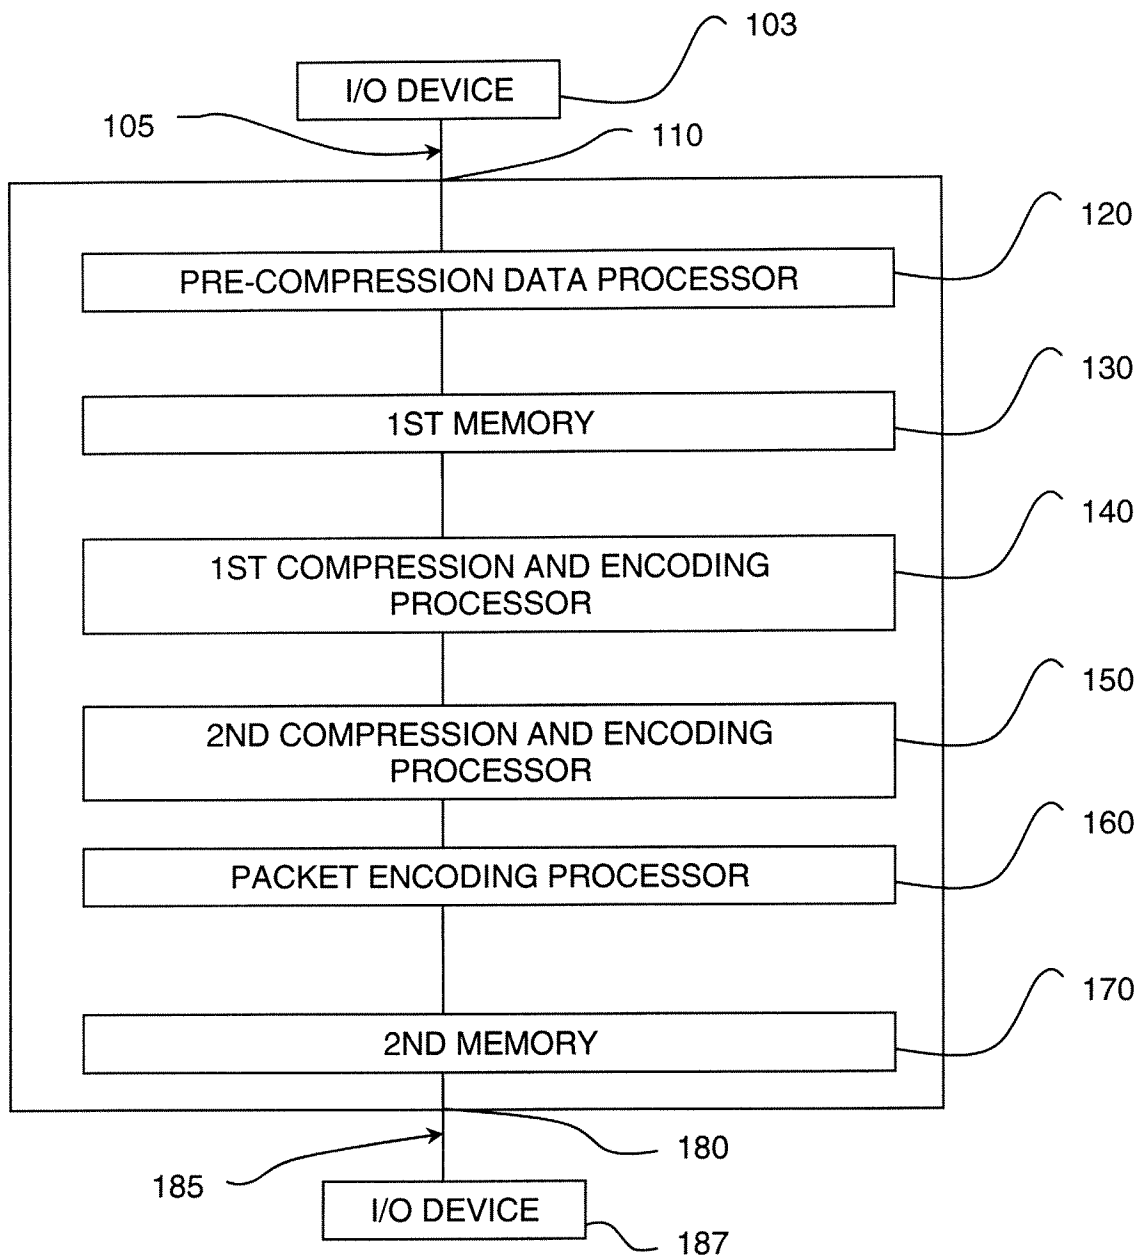 103
I/O DEVICE
105
110
120
PRE-COMPRESSION DATA PROCESSOR
130
1ST MEMORY
140
1ST COMPRESSION AND ENCODING
PROCESSOR
150
2ND COMPRESSION AND ENCODING
PROCESSOR
160
PACKET ENCODING PROCESSOR
170
2ND MEMORY
180
185
I/O DEVICE
187